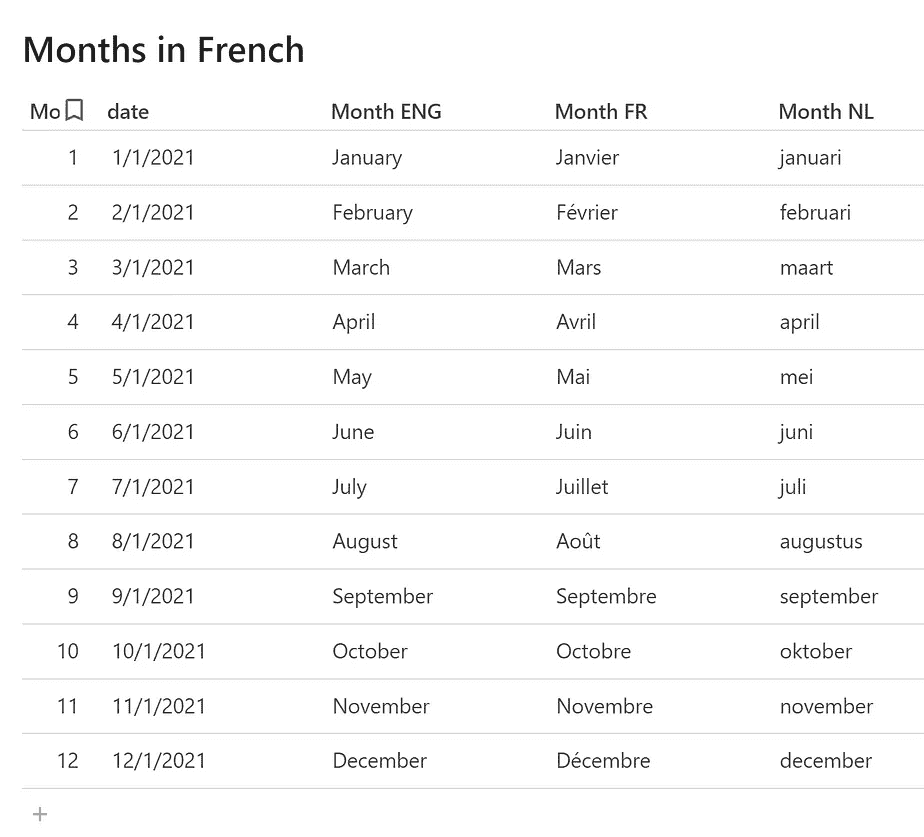 Months in French
Mo date Month ENG Month FR Month NL
1 1/1/2021 January Janvier januari
2 2/1/2021 February Février februari
3 3/1/2021 March Mars maart
4 4/1/2021 April Avril april
5 5/1/2021 May Mai mei
6 6/1/2021 June Juin juni
7 7/1/2021 July Juillet juli
8 8/1/2021 August Août augustus
9 9/1/2021 September Septembre september
10 10/1/2021 October Octobre oktober
11 11/1/2021 November Novembre november
12 12/1/2021 December Décembre december
+